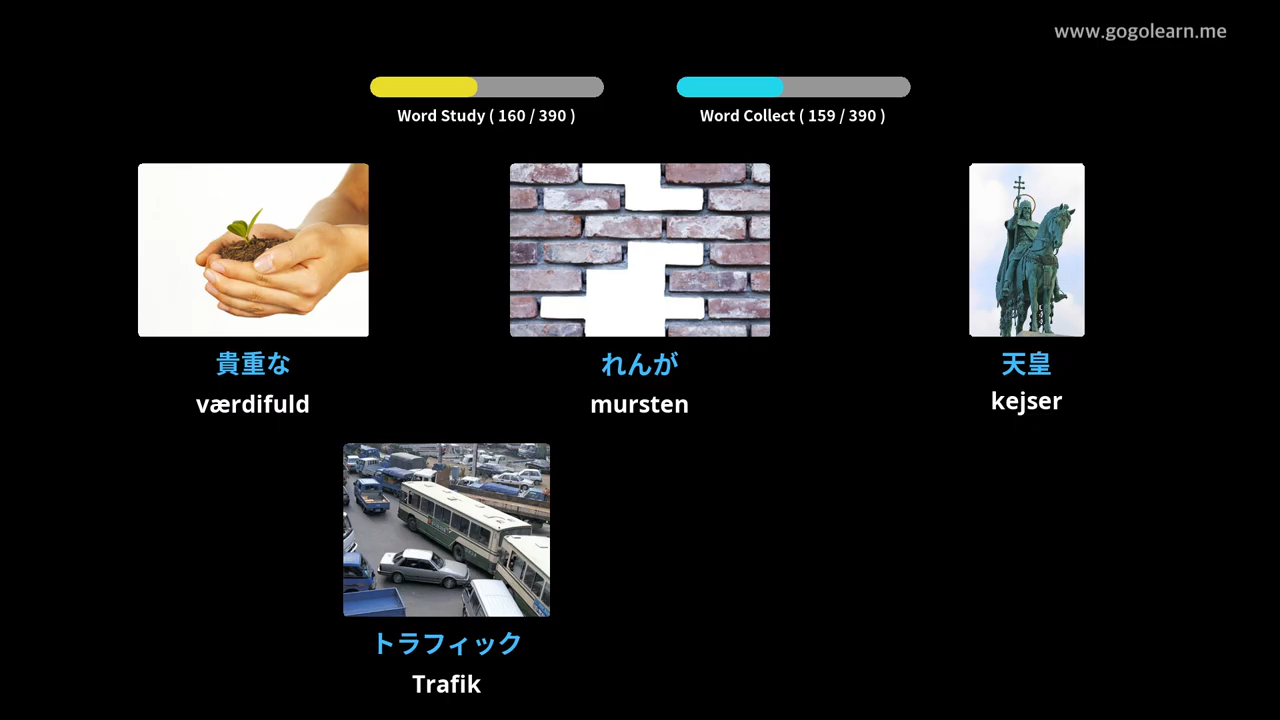 www.gogolearn.me
Word Study ( 160 / 390 )
Word Collect ( 159 / 390 )
貴重な
værdifuld
れんが
mursten
天皇
kejser
トラフィック
Trafik